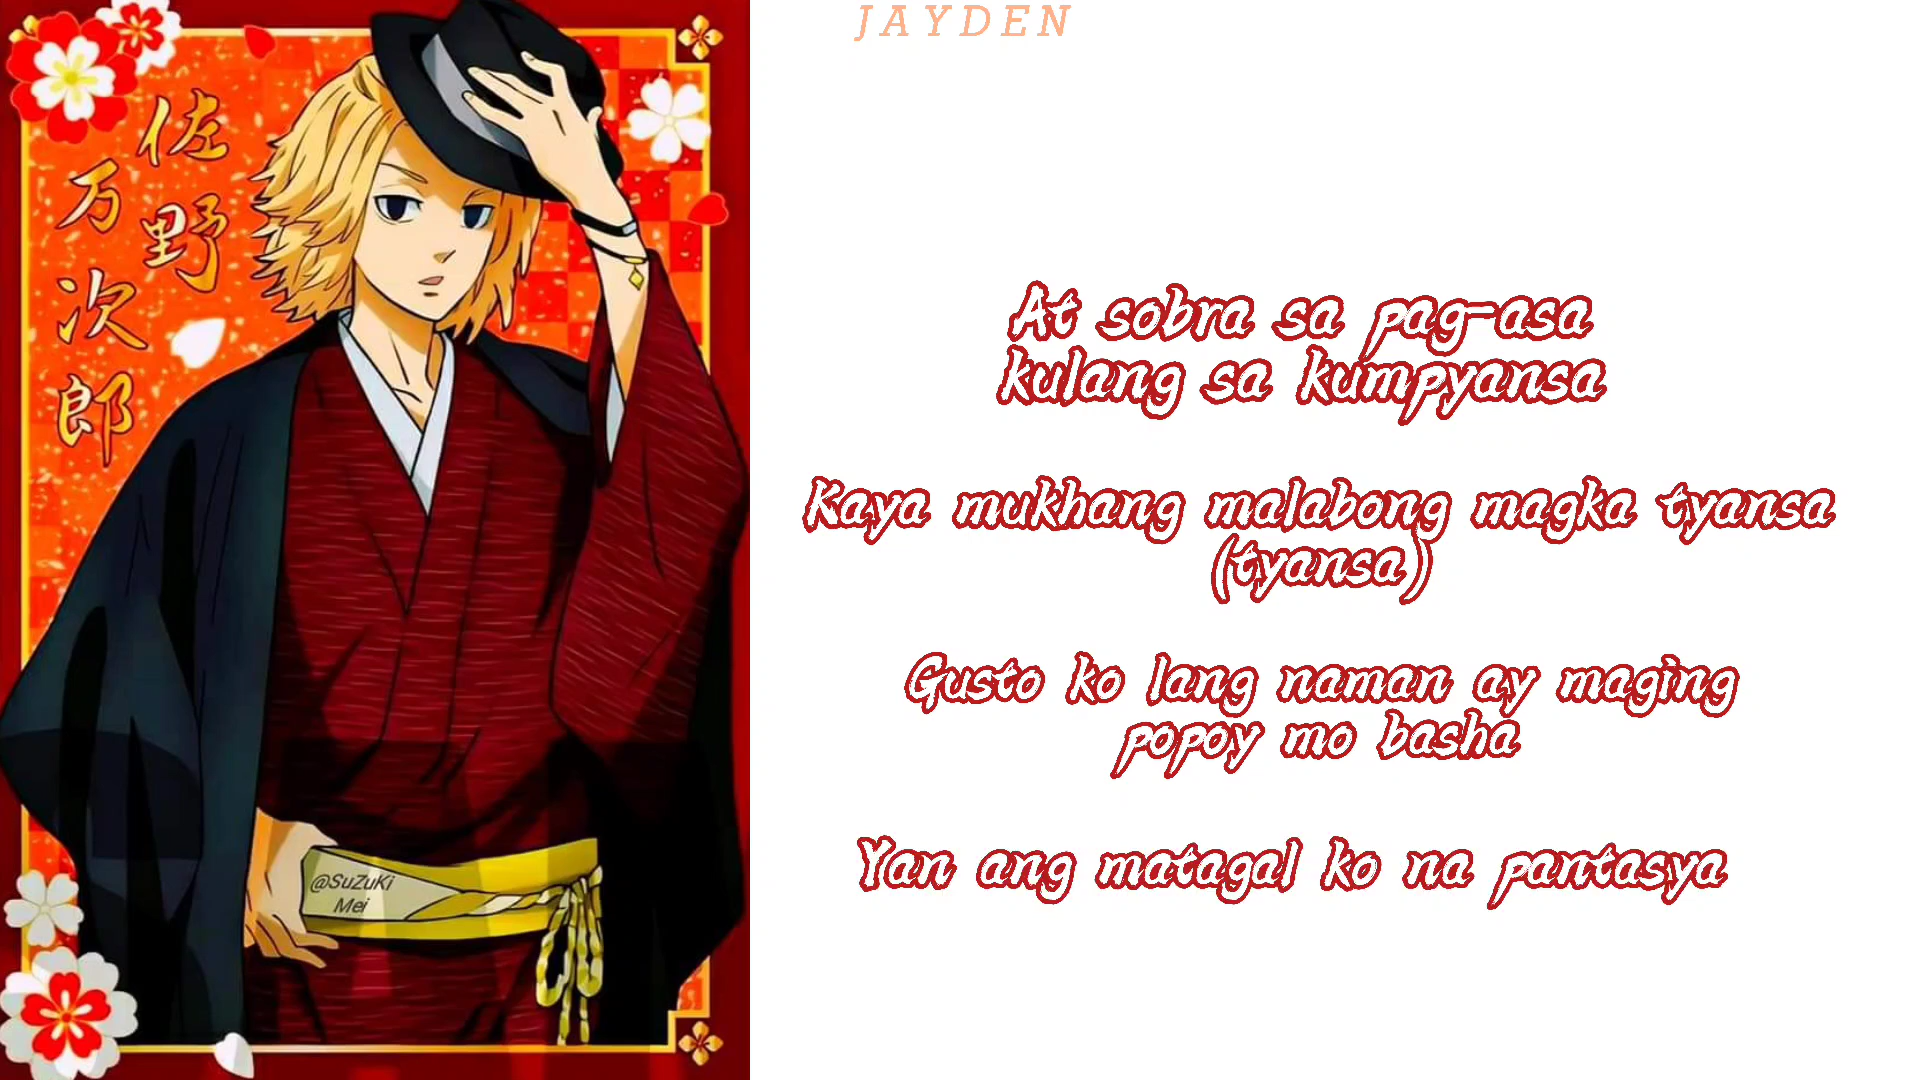 佐野
万次郎
@SuZuKi
Mei
JAYDEN
At sobra sa pag-asa
kulang sa kumpyansa
Kaya mukhang malabong magka tyansa
(tyansa)
Gusto ko lang naman ay maging
popoy mo basha
Yan ang matagal ko na pantasya